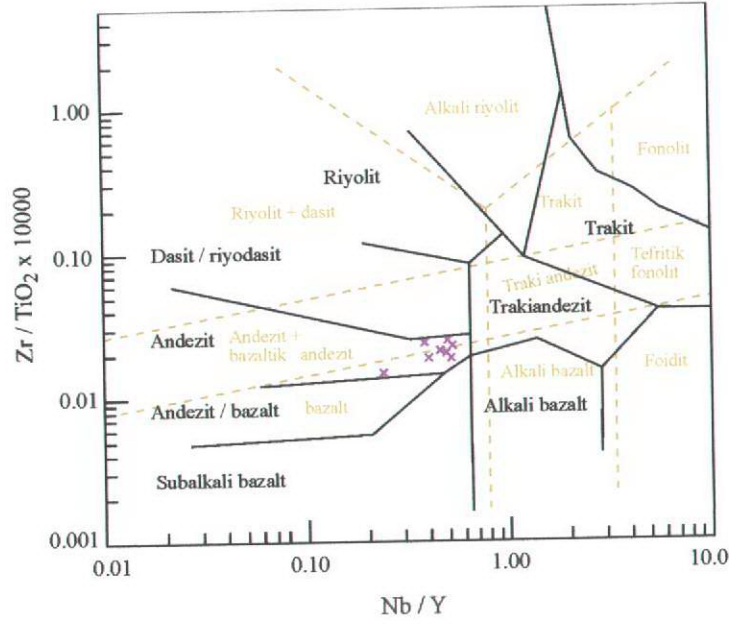 Zr / TiO2 x 10000
1.00
0.10
0.01
0.001
Alkali riyolit
Fonolit
Riyolit
Trakit
Riyolit + dasit
Trakit
Dasit / riyodasit
Tefritik
fonolit
Traki andezit
Trakiandezit
Andezit
Andezit +
bazaltik andezit
Alkali bazalt
Foidit
Andezit / bazalt
bazalt
Alkali bazalt
Subalkali bazalt
0.01
0.10
1.00
10.0
Nb / Y